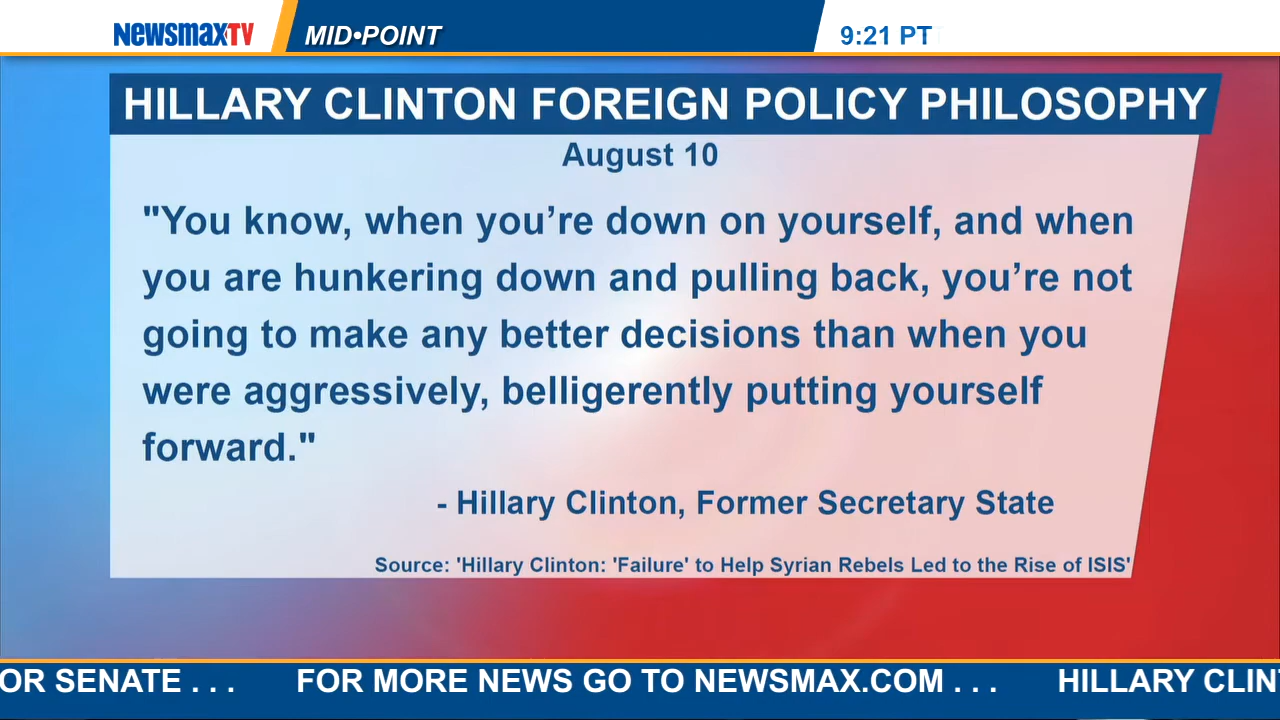 NEWSMAXTV
MID•POINT
9:21 PT
HILLARY CLINTON FOREIGN POLICY PHILOSOPHY
August 10
"You know, when you’re down on yourself, and when
you are hunkering down and pulling back, you’re not
going to make any better decisions than when you
were aggressively, belligerently putting yourself
forward."
- Hillary Clinton, Former Secretary State
Source: 'Hillary Clinton: 'Failure' to Help Syrian Rebels Led to the Rise of ISIS'
OR SENATE . . . FOR MORE NEWS GO TO NEWSMAX.COM . . . HILLARY CLIN